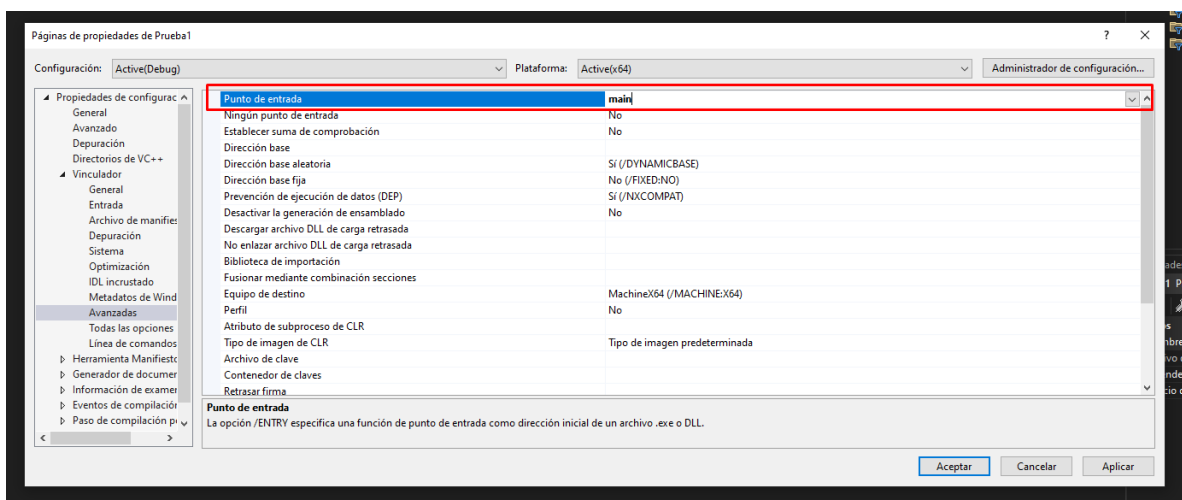 Páginas de propiedades de Prueba1
? ×
Configuración: Active(Debug) Plataforma: Active(x64) Administrador de configuración...
Propiedades de configurac
General
Avanzado
Depuración
Directorios de VC++
Vinculador
General
Entrada
Archivo de manifies
Depuración
Sistema
Optimización
IDL incrustado
Metadatos de Wind
Avanzadas
Todas las opciones
Línea de comandos
Herramienta Manifiesto
Generador de documer
Información de examer
Eventos de compilación
Paso de compilación pe
Punto de entrada main
Ningún punto de entrada No
Establecer suma de comprobación No
Dirección base
Dirección base aleatoria Sí (/DYNAMICBASE)
Dirección base fija No (/FIXED:NO)
Prevención de ejecución de datos (DEP) Sí (/NXCOMPAT)
Desactivar la generación de ensamblado No
Descargar archivo DLL de carga retrasada
No enlazar archivo DLL de carga retrasada
Biblioteca de importación
Fusionar mediante combinación secciones
Equipo de destino MachineX64 (/MACHINE:X64)
Perfil No
Atributo de subproceso de CLR
Tipo de imagen de CLR Tipo de imagen predeterminada
Archivo de clave
Contenedor de claves
Retrasar firma
Punto de entrada
La opción /ENTRY especifica una función de punto de entrada como dirección inicial de un archivo .exe o DLL.
Aceptar Cancelar Aplicar